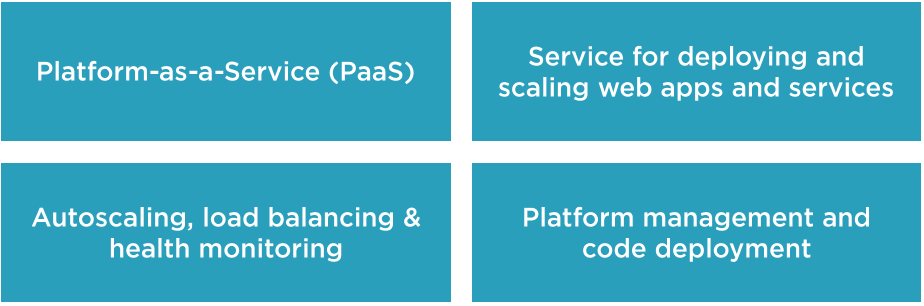 Platform-as-a-Service (PaaS)
Service for deploying and
scaling web apps and services
Autoscaling, load balancing &
health monitoring
Platform management and
code deployment